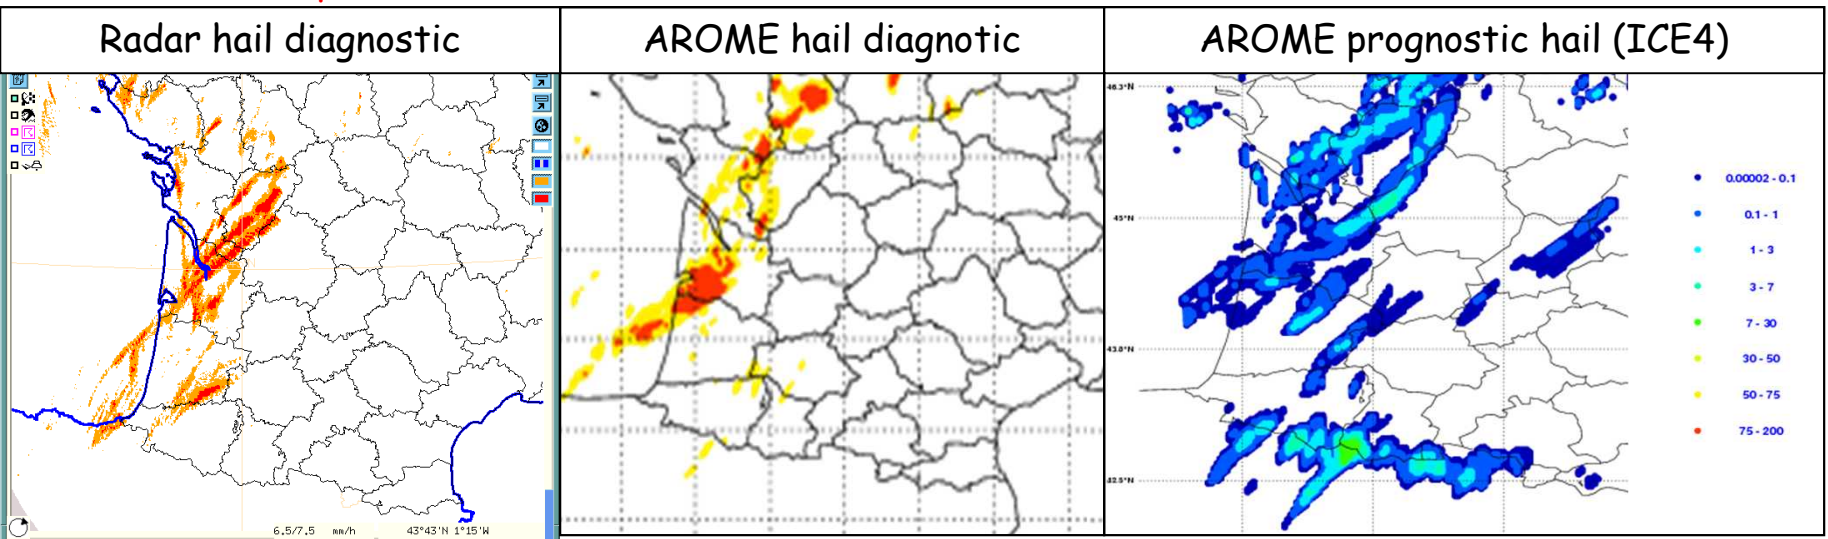 Radar hail diagnostic
AROME hail diagnotic
AROME prognostic hail (ICE4)
6.5/7.5 mm/h 43°43'N 1°15'W
46.3°N
45°N
43.8°N
42.5°N
0.00002 - 0.1
0.1 - 1
1 - 3
3 - 7
7 - 30
30 - 50
50 - 75
75 - 200